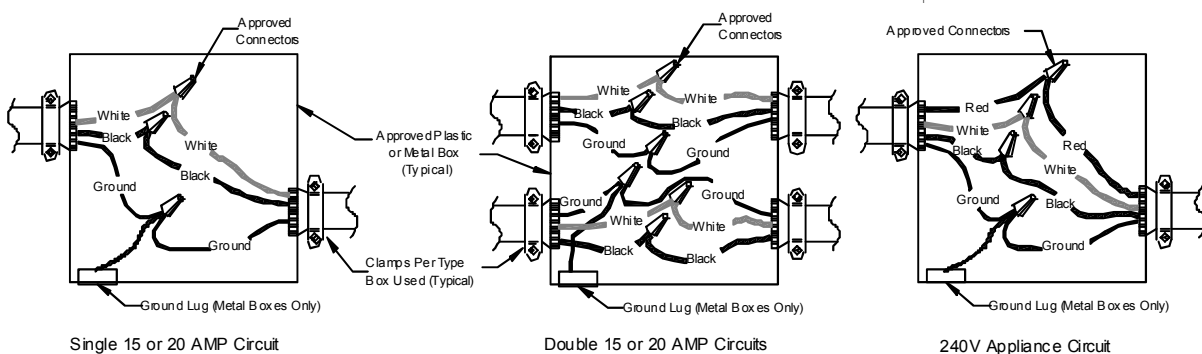 Approved
Connectors
White
Black
White
Black
Ground
Ground
Ground Lug (Metal Boxes Only)
Single 15 or 20 AMP Circuit
Approved Plastic
or Metal Box
(Typical)
Clamps Per Type
Box Used (Typical)
Approved
Connectors
White
White
Black
Black
Ground
Ground
Ground
Ground
White
White
Black
Black
Ground Lug (Metal Boxes Only)
Double 15 or 20 AMP Circuits
Approved Connectors
Red
White
Black
Red
White
Black
Ground
Ground
Ground Lug (Metal Boxes Only)
240V Appliance Circuit